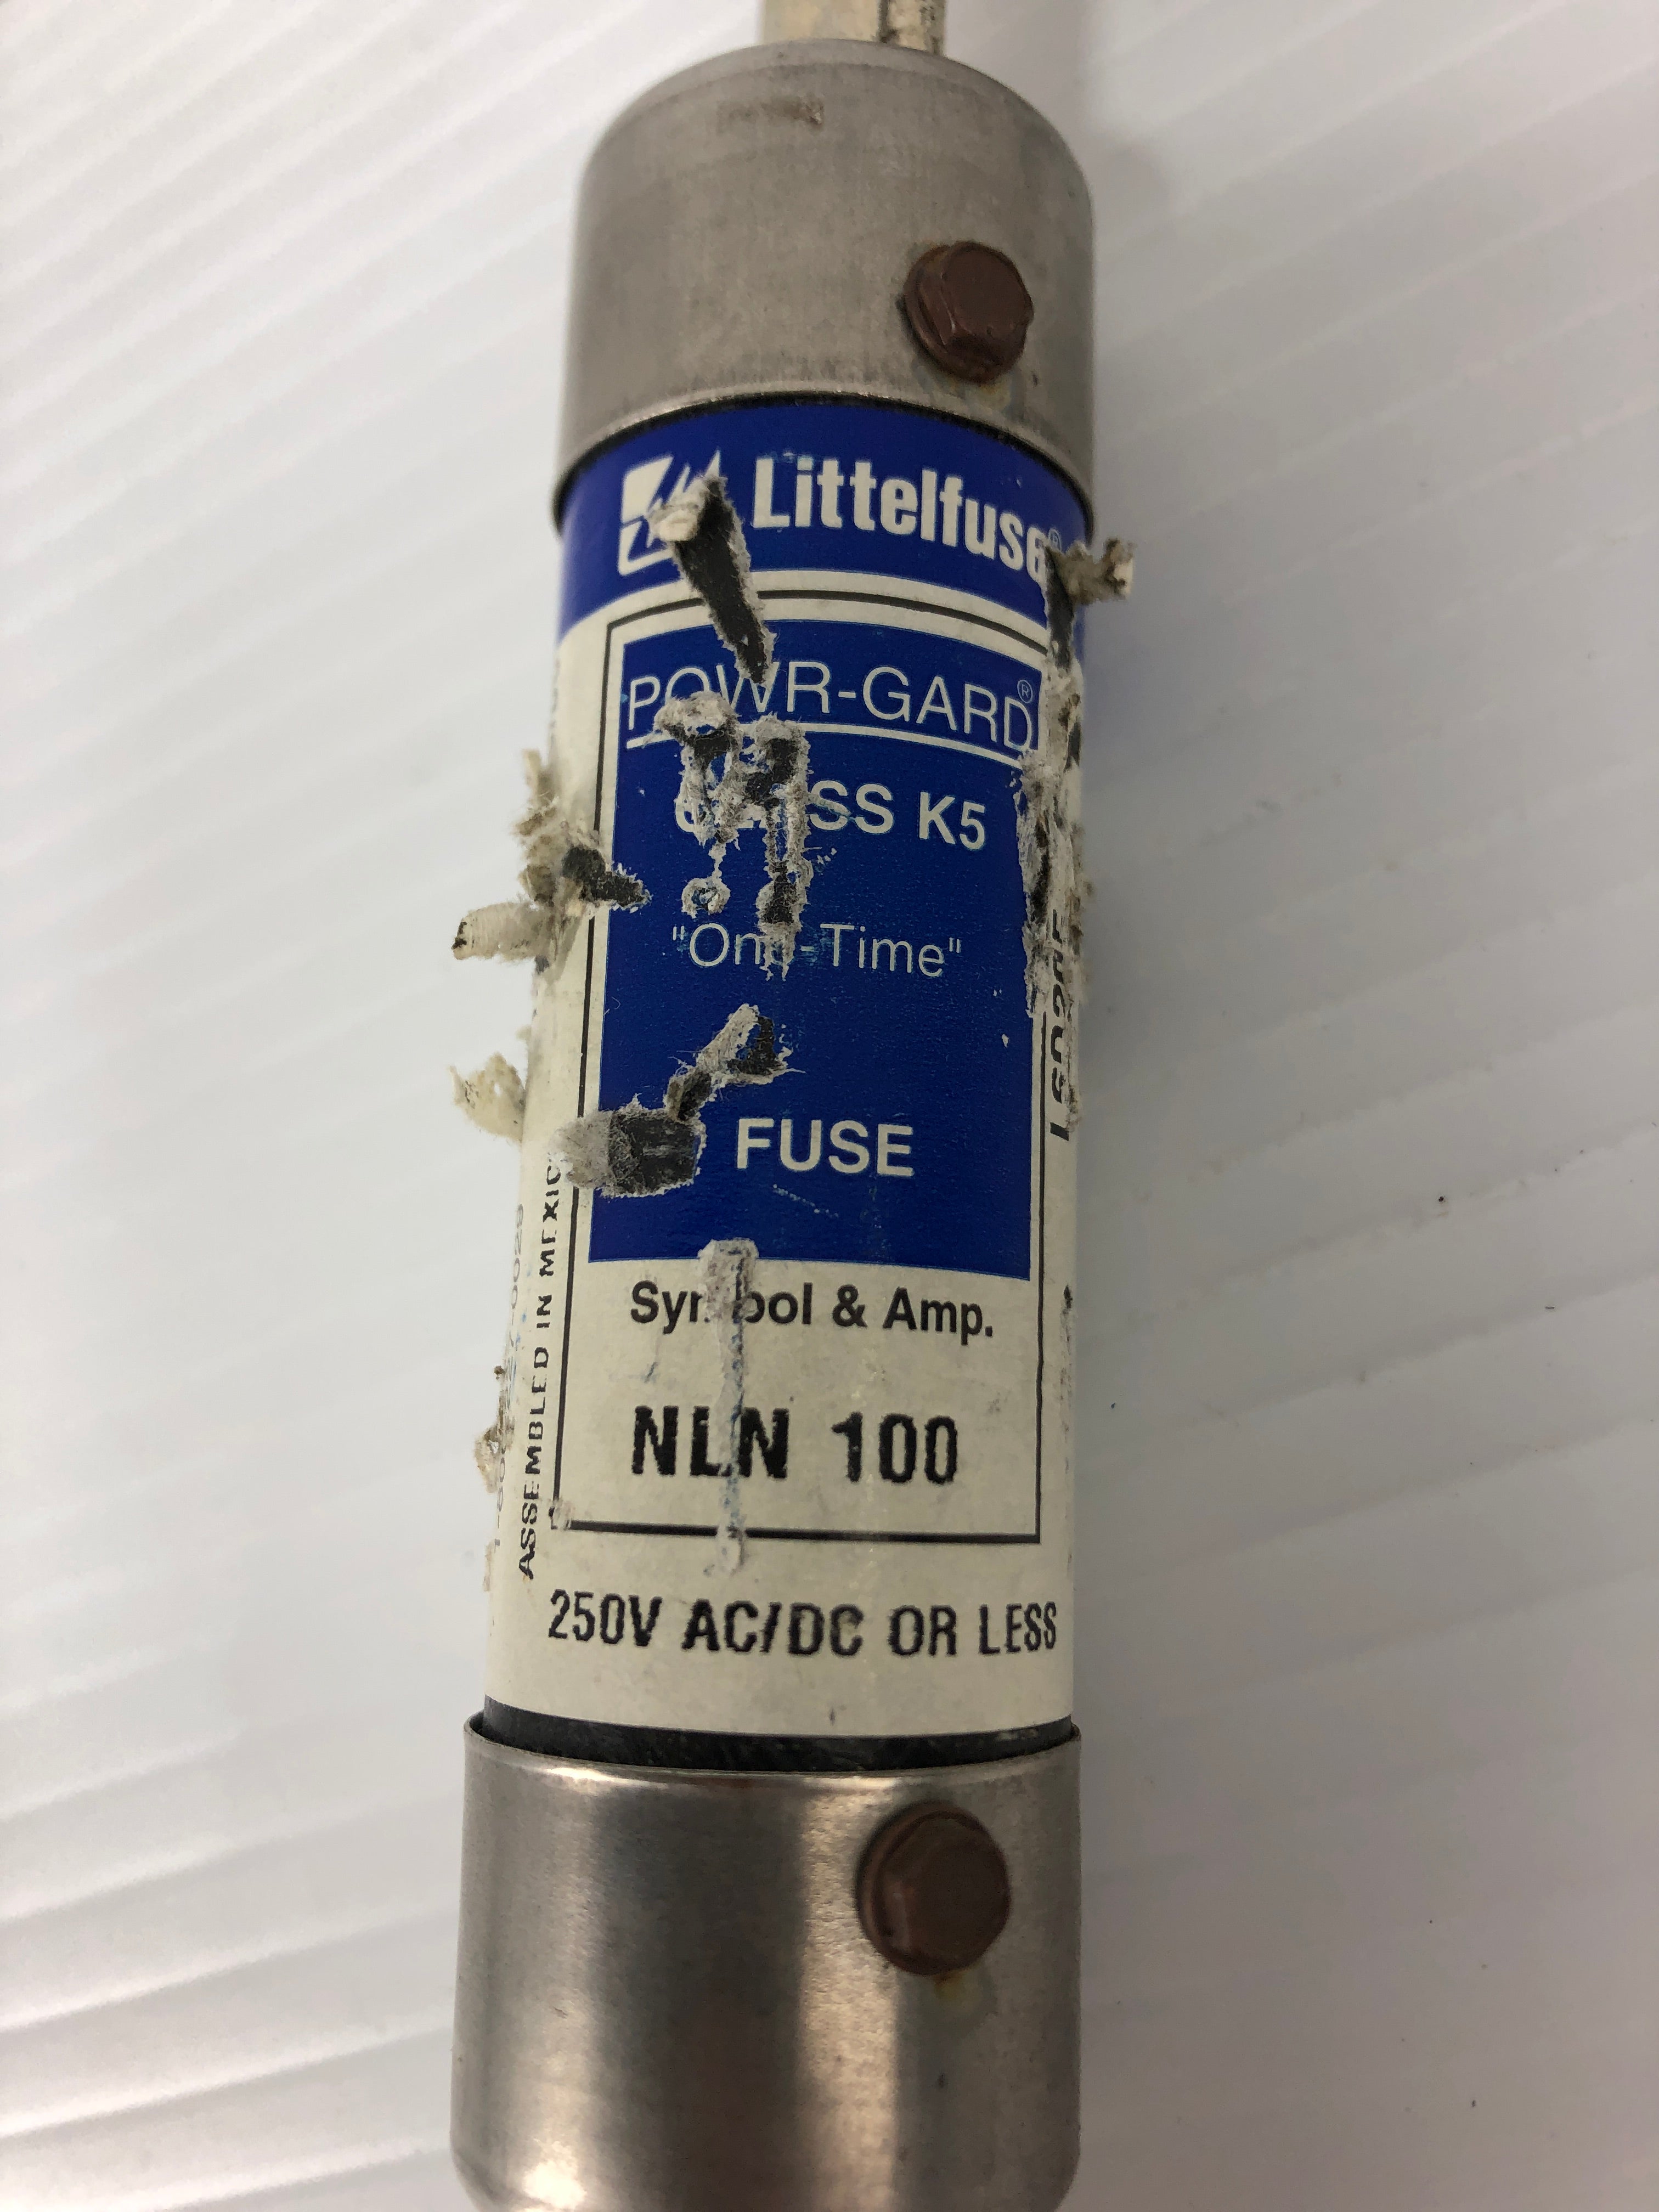 Littelfuse®
POWR-GARD®
CLASS K5
"One-Time"
FUSE
Symbol & Amp.
NLN 100
250V AC/DC OR LESS
ASSEMBLED IN MEXICO